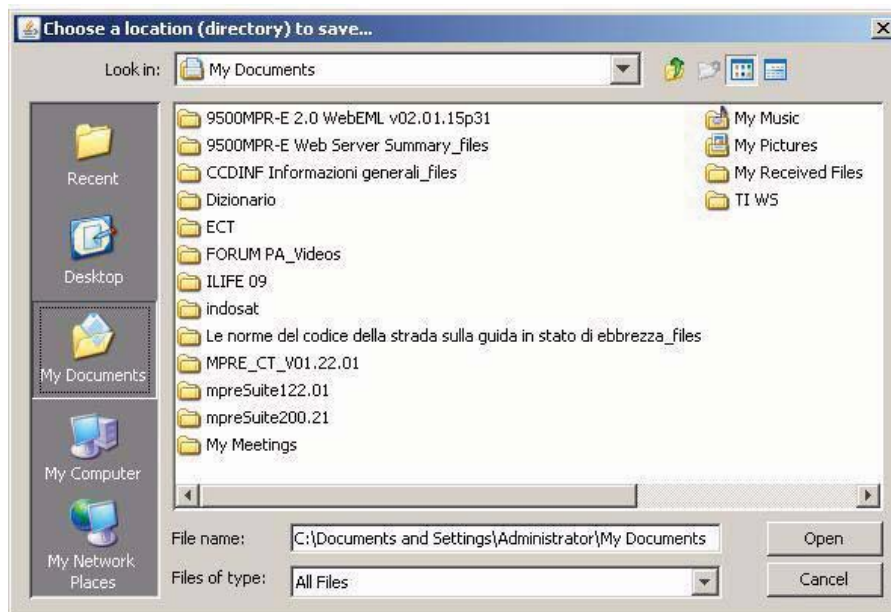 Choose a location (directory) to save...
Look in:
My Documents
Recent
Desktop
My Documents
My Computer
My Network
Places
9500MPR-E 2.0 WebEML v02.01.15p31
9500MPR-E Web Server Summary_files
CCDINF Informazioni generali_files
Dizionario
ECT
FORUM PA_Videos
ILIFE 09
indosat
Le norme del codice della strada sulla guida in stato di ebbrezza_files
MPRE_CT_V01.22.01
mpreSuite122.01
mpreSuite200.21
My Meetings
My Music
My Pictures
My Received Files
TI WS
File name:
C:\Documents and Settings\Administrator\My Documents
Open
Files of type:
All Files
Cancel